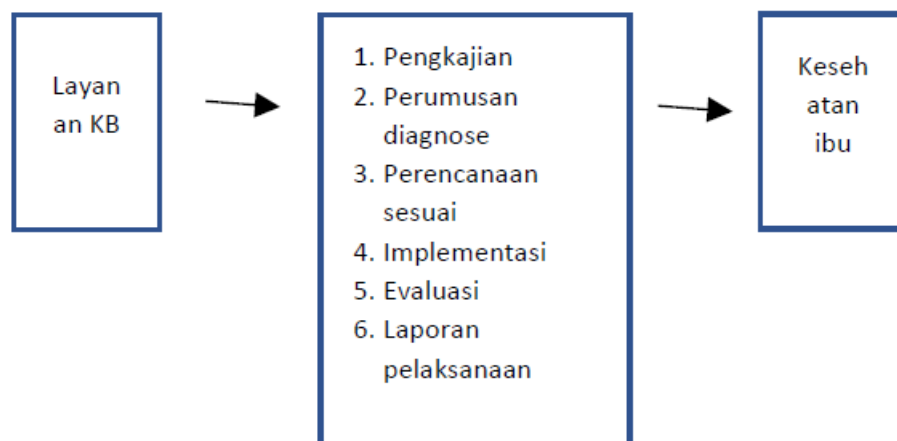 Layan
an KB
1. Pengkajian
2. Perumusan
diagnose
3. Perencanaan
sesuai
4. Implementasi
5. Evaluasi
6. Laporan
pelaksanaan
Keseh
atan
ibu